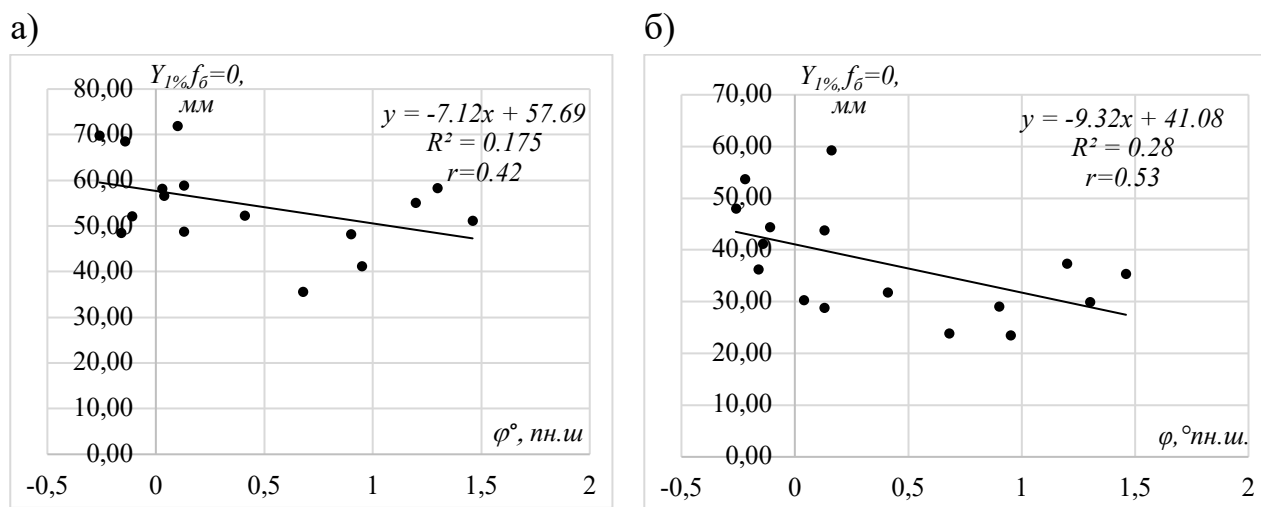 а)
Y1%,fб=0,
мм
80,00
70,00
60,00
50,00
40,00
30,00
20,00
10,00
0,00
y = -7.12x + 57.69
R² = 0.175
r=0.42
φ°, пн.ш
-0,5 0 0,5 1 1,5 2
б)
Y1%,fб=0,
мм
70,00
60,00
50,00
40,00
30,00
20,00
10,00
0,00
y = -9.32x + 41.08
R² = 0.28
r=0.53
φ,°пн.ш.
-0,5 0 0,5 1 1,5 2